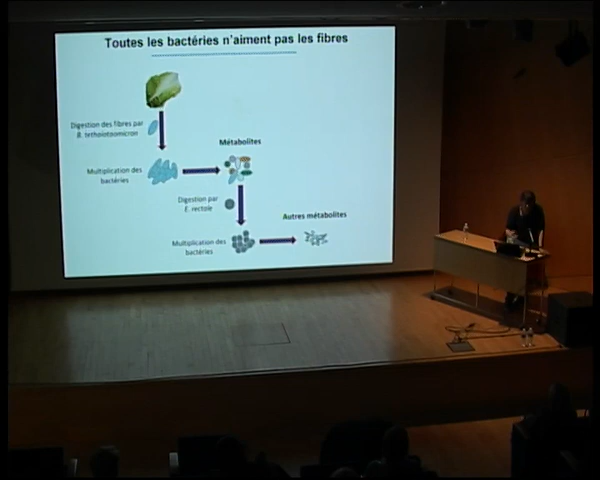 Toutes les bactéries n'aiment pas les fibres
Digestion des fibres par
B. tethoiotaomicron
Métabolites
Multiplication des
bactéries
Digestion par
E. rectale
Autres métabolites
Multiplication des
bactéries